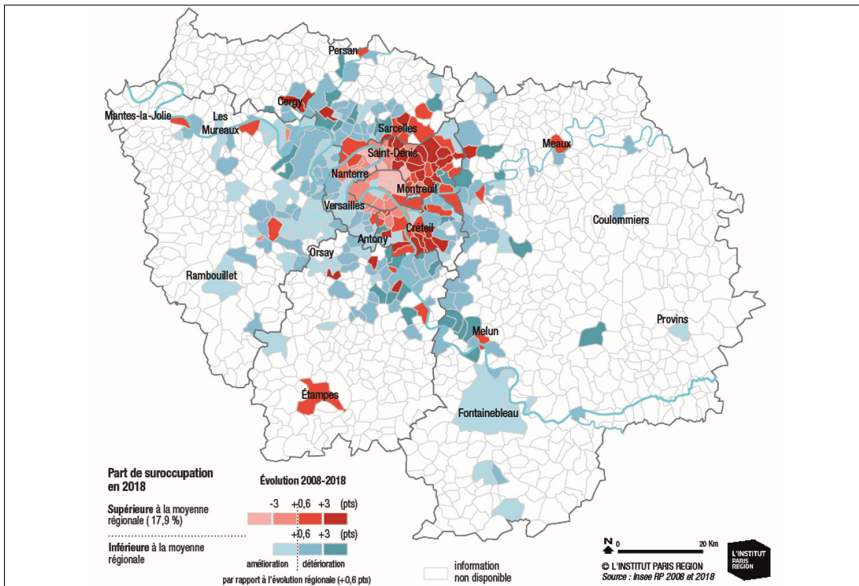 Persan
Cergy
Mantes-la-Jolie
Les
Mureaux
Sarcelles
Saint-Denis
Meaux
Nanterre
Montreuil
Versailles
Coulommiers
Créteil
Antony
Orsay
Rambouillet
Provins
Melun
Étampes
Fontainebleau
Part de suroccupation
en 2018
Évolution 2008-2018
Supérieure à la moyenne
régionale (17,9 %)
-3 +0,6 +3 (pts)
+0,6 +3 (pts)
Inférieure à la moyenne
régionale
amélioration détérioration
par rapport à l'évolution régionale (+0,6 pts)
information
non disponible
N 0 20 Km
© L'INSTITUT PARIS REGION
Source : Insee RP 2008 et 2018
L'INSTITUT
PARIS
REGION